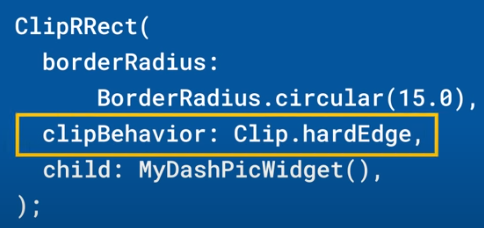 ClipRRect(
  borderRadius:
      BorderRadius.circular(15.0),
  clipBehavior: Clip.hardEdge,
  child: MyDashPicWidget(),
);